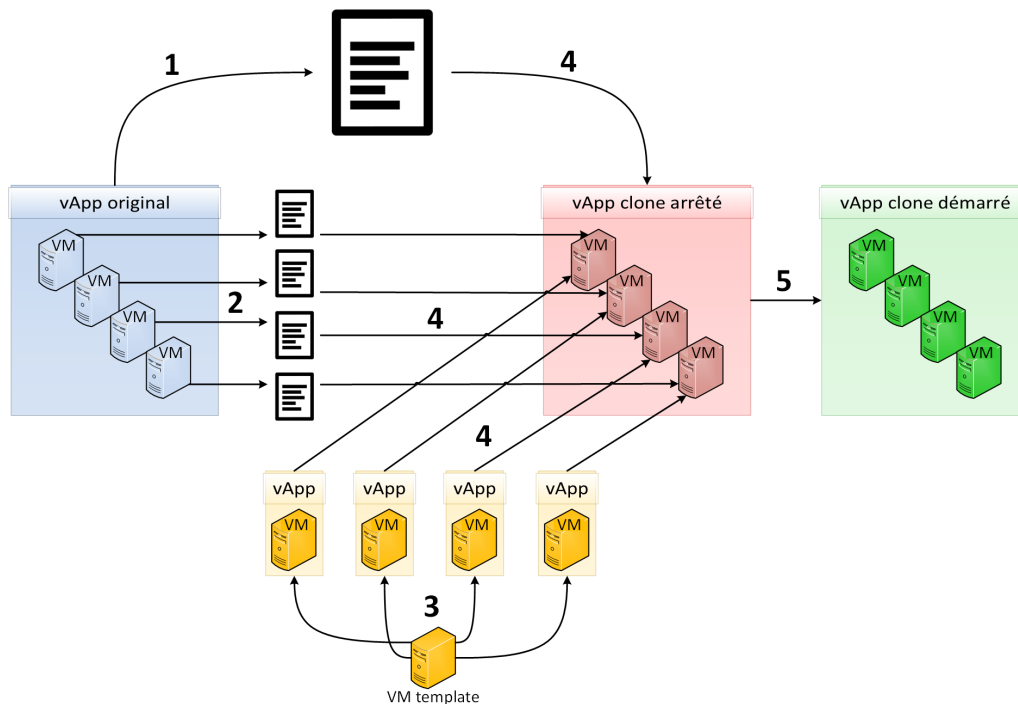 1
4
vApp original
vApp clone arrêté
vApp clone démarré
VM
VM
VM
VM
2
4
VM
VM
VM
VM
5
VM
VM
VM
VM
4
vApp
vApp
vApp
vApp
VM
VM
VM
VM
3
VM template